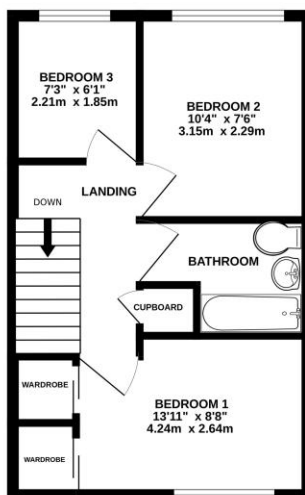 BEDROOM 3
7'3" x 6'1"
2.21m x 1.85m
BEDROOM 2
10'4" x 7'6"
3.15m x 2.29m
LANDING
DOWN
BATHROOM
CUPBOARD
WARDROBE
BEDROOM 1
13'11" x 8'8"
4.24m x 2.64m
WARDROBE